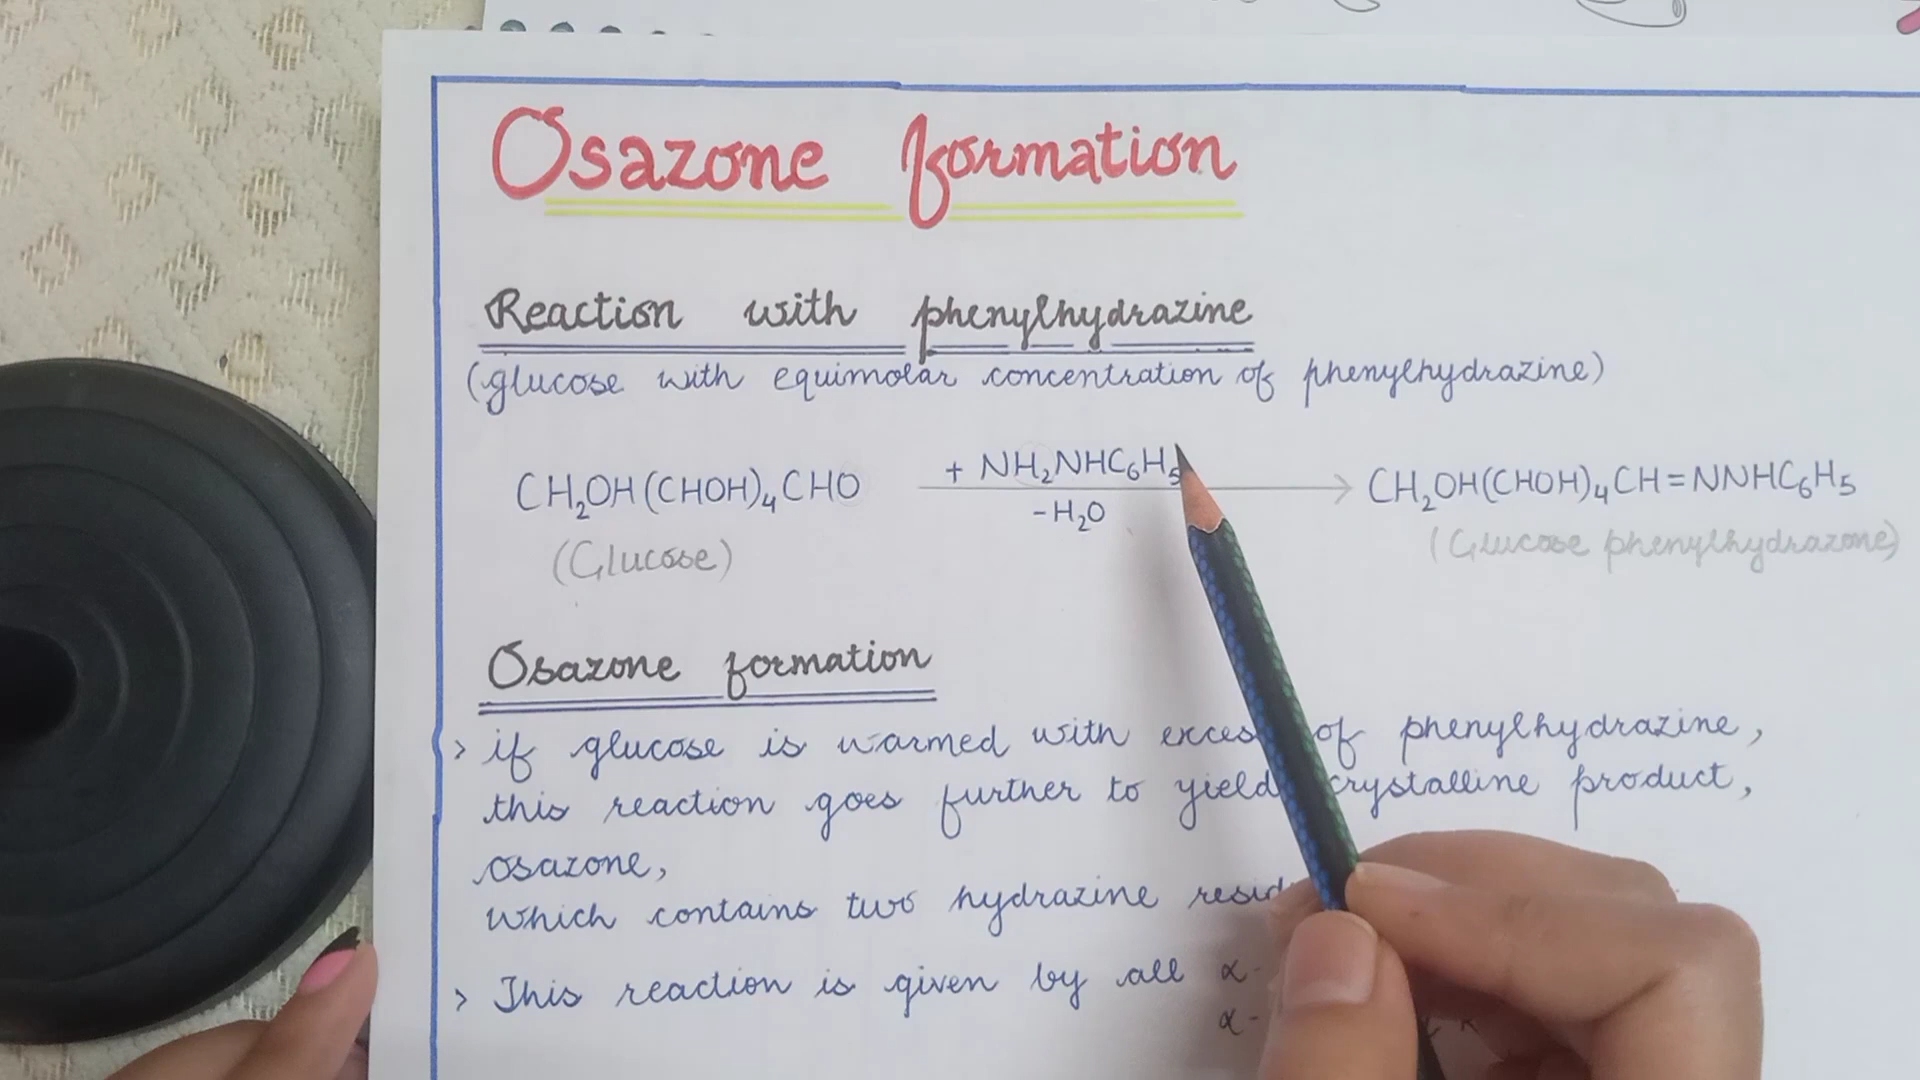 Osazone formation
Reaction with phenylhydrazine
(glucose with equimolar concentration of phenylhydrazine)
CH₂OH(CHOH)₄CHO + NH₂NHC₆H₅ → CH₂OH(CHOH)₄CH=NNHC₆H₅
-H₂O
(Glucose) (Glucose phenylhydrazone)
Osazone formation
> if glucose is warmed with excess of phenylhydrazine,
this reaction goes further to yield crystalline product,
osazone,
which contains two hydrazine
> This reaction is given by all α-
α-